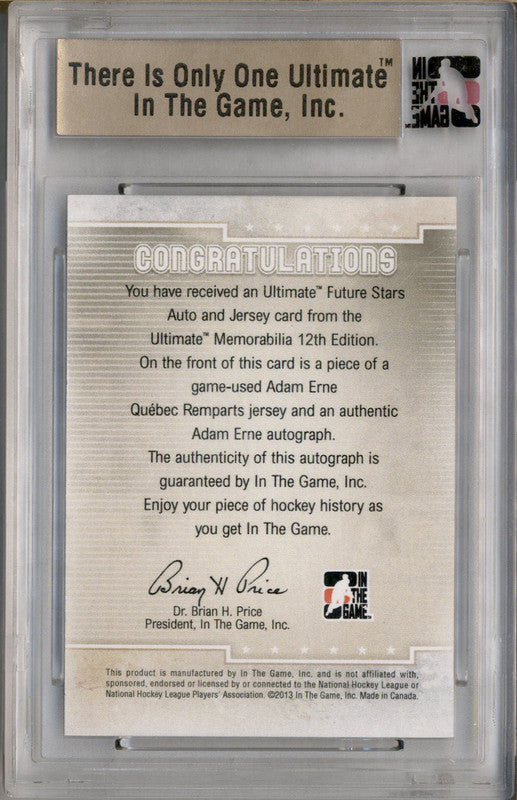 There Is Only One Ultimate™
In The Game, Inc.
IN
THE
GAME
CONGRATULATIONS
You have received an Ultimate™ Future Stars
Auto and Jersey card from the
Ultimate™ Memorabilia 12th Edition.
On the front of this card is a piece of a
game-used Adam Erne
Québec Remparts jersey and an authentic
Adam Erne autograph.
The authenticity of this autograph is
guaranteed by In The Game, Inc.
Enjoy your piece of hockey history as
you get In The Game.
Brian H Price
Dr. Brian H. Price
President, In The Game, Inc.
IN
THE
GAME
This product is manufactured by In The Game, Inc. and is not affiliated with,
sponsored, endorsed or licensed by or connected to the National Hockey League or
National Hockey League Players' Association. ©2013 In The Game, Inc. Made in Canada.